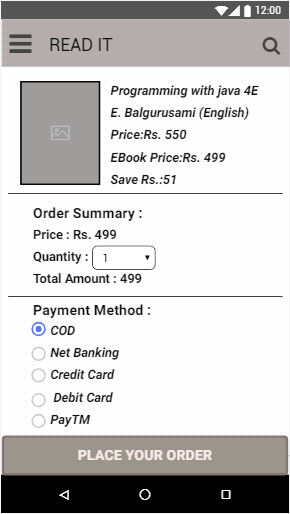 12:00
READ IT
Programming with java 4E
E. Balgurusami (English)
Price:Rs. 550
EBook Price:Rs. 499
Save Rs.:51
Order Summary :
Price : Rs. 499
Quantity : 1
Total Amount : 499
Payment Method :
COD
Net Banking
Credit Card
Debit Card
PayTM
PLACE YOUR ORDER